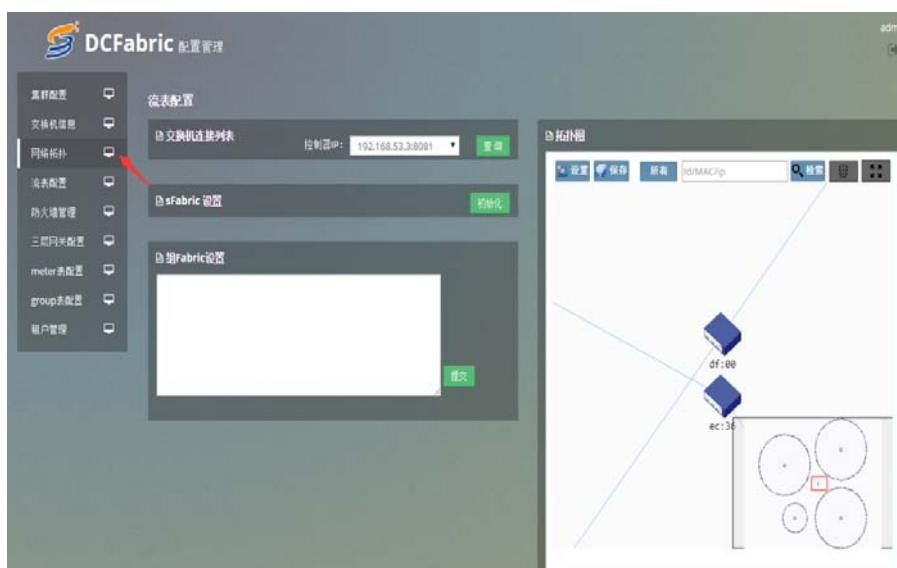 DCFabric 配置管理
adm
集群配置
交换机信息
网络拓扑
流表配置
防火墙管理
三层网关配置
meter表配置
group表配置
租户管理
流表配置
交换机连接列表
控制器IP: 192.168.53.3:8081
查询
sFabric 设置
初始化
组Fabric设置
提交
拓扑图
设置 保存 所有 id/MAC/ip 检索
df:00
ec:36